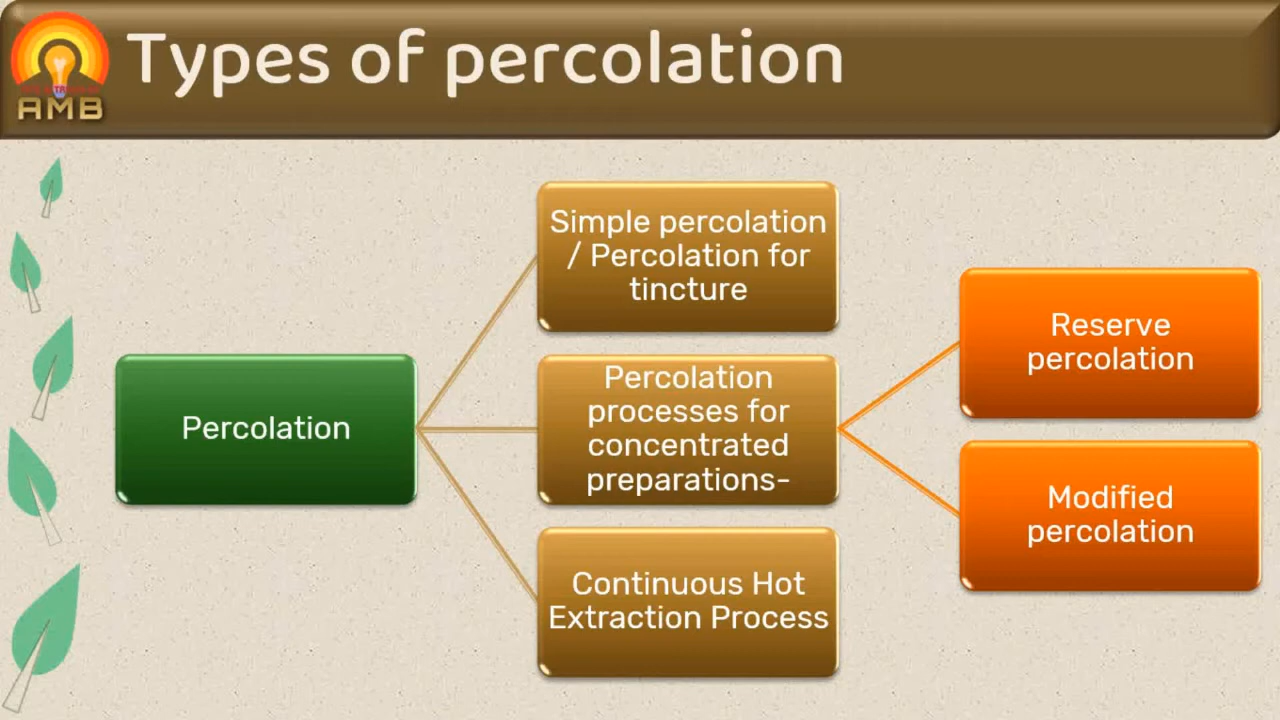 Types of percolation
AMB
Percolation
Simple percolation
/ Percolation for
tincture
Percolation
processes for
concentrated
preparations-
Continuous Hot
Extraction Process
Reserve
percolation
Modified
percolation